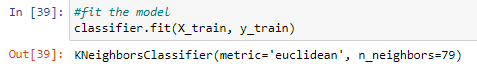 In [39]: #fit the model
classifier.fit(X_train, y_train)
Out[39]: KNeighborsClassifier(metric='euclidean', n_neighbors=79)